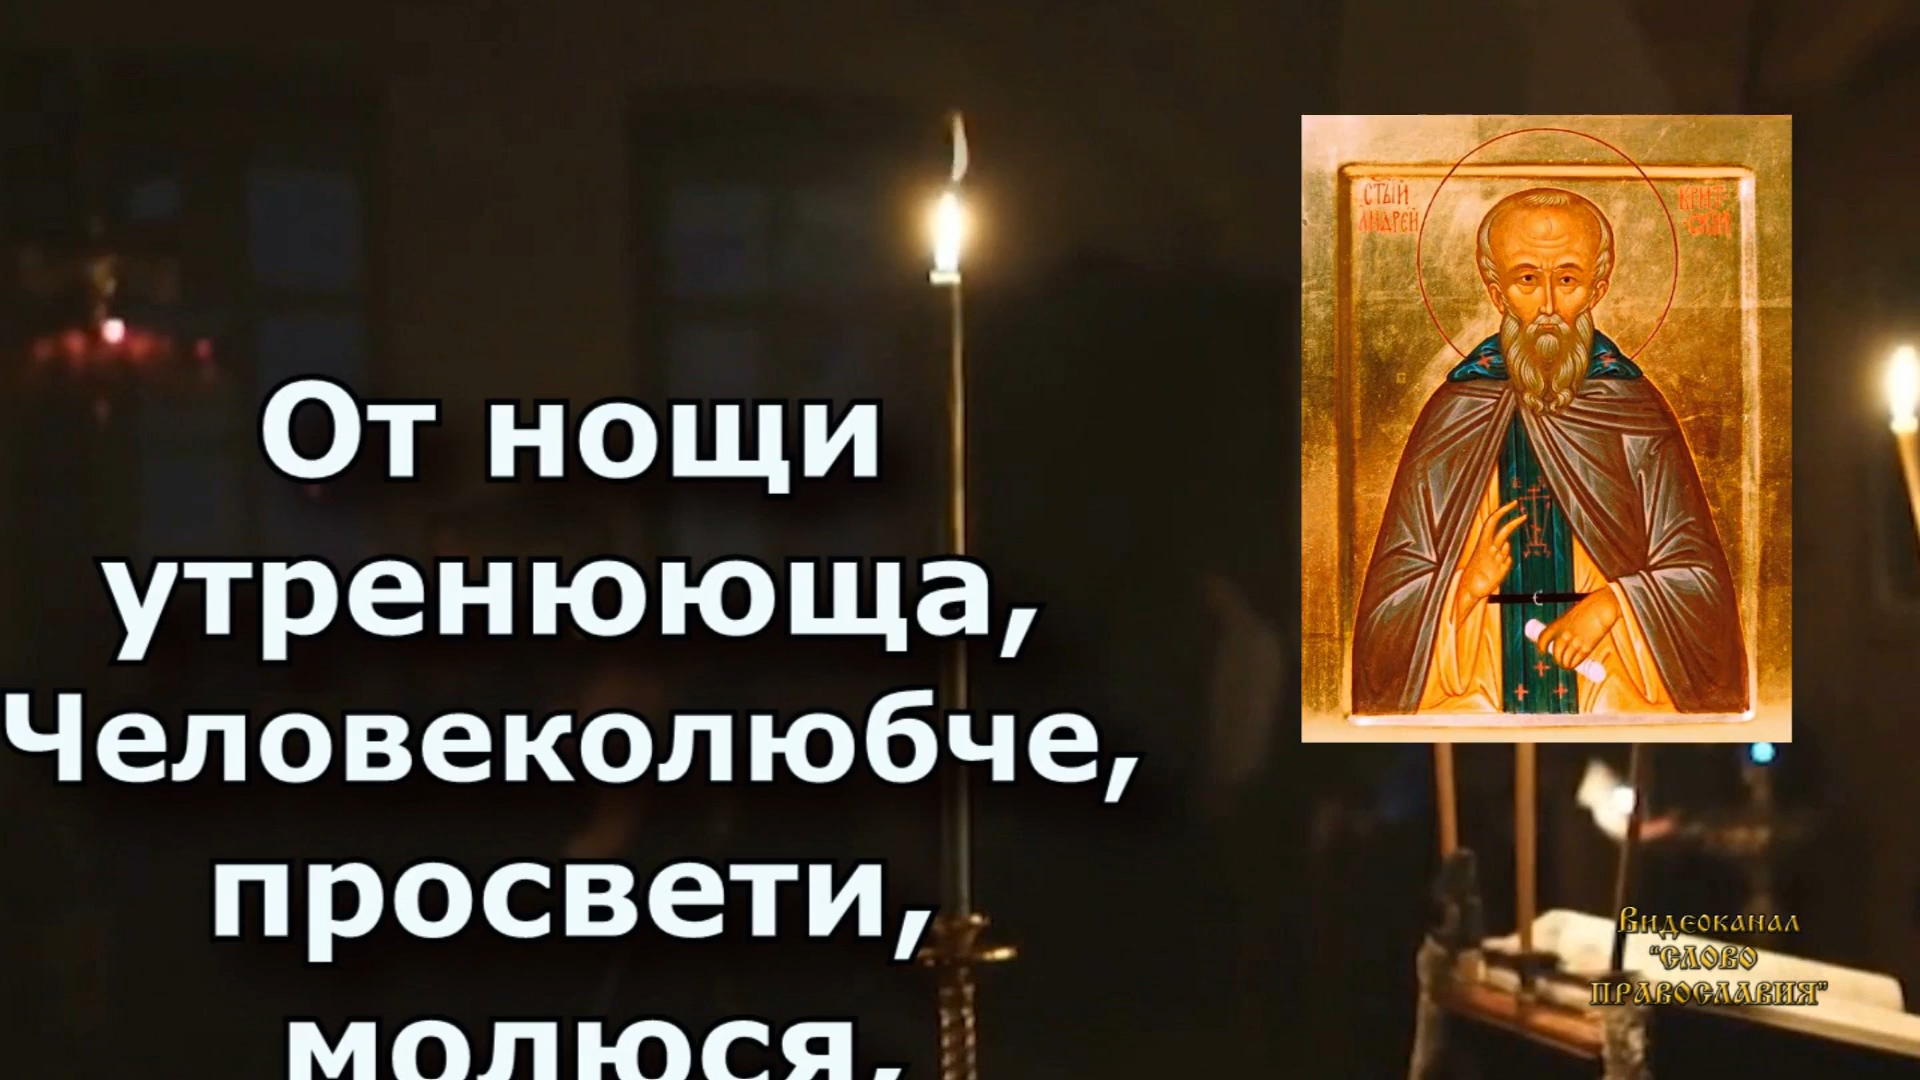 От нощи
утренююща,
Человеколюбче,
просвети,
молюся,
СТЫЙ
АНДРЕЙ
КРИТ
СКИЙ
Видеоканал
"СЛОВО
ПРАВОСЛАВИЯ"